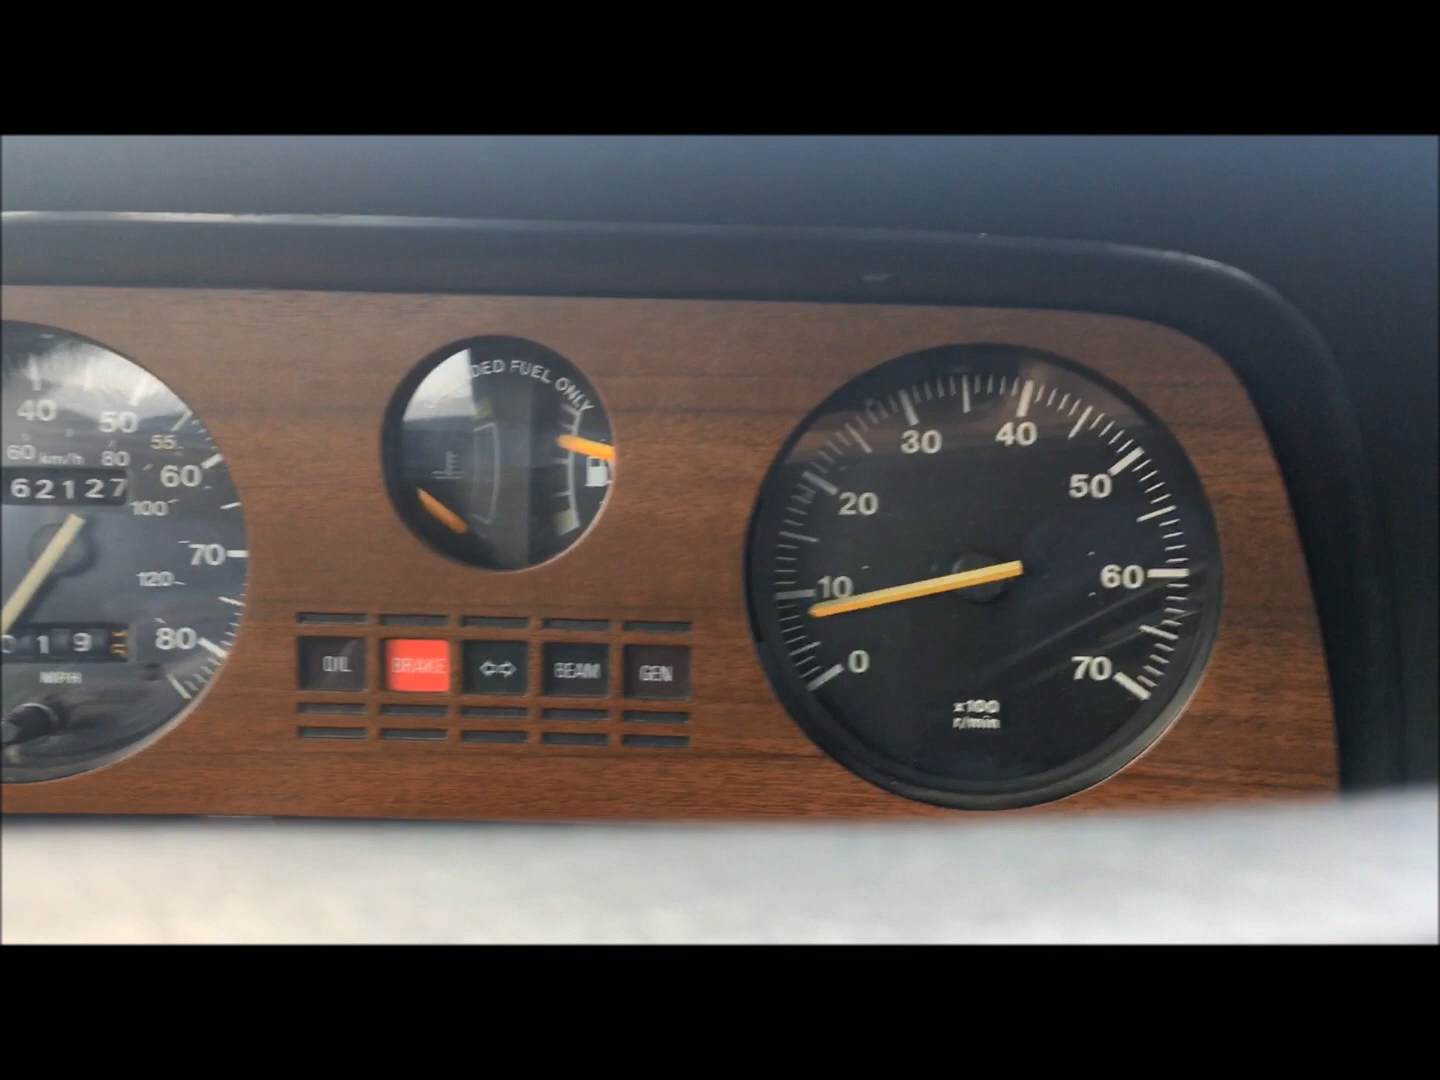 DED FUEL ONLY
40 50 55 60 70 80
60 km/h 80 100 120
62127
19
MPH
OIL BRAKE BEAM GEN
0 10 20 30 40 50 60 70
x100
r/min